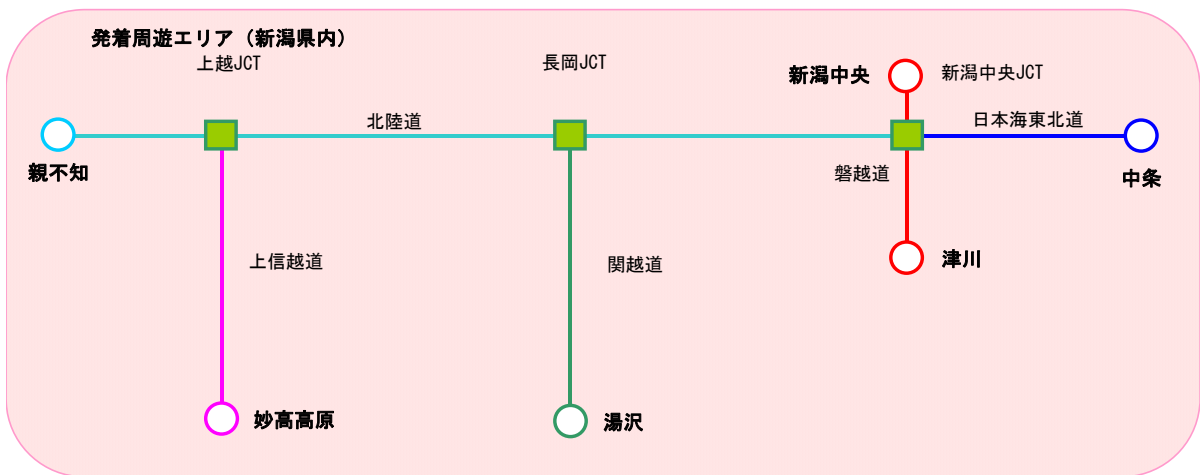 発着周遊エリア（新潟県内）
上越JCT
長岡JCT
新潟中央
新潟中央JCT
北陸道
日本海東北道
親不知
磐越道
中条
上信越道
関越道
津川
妙高高原
湯沢